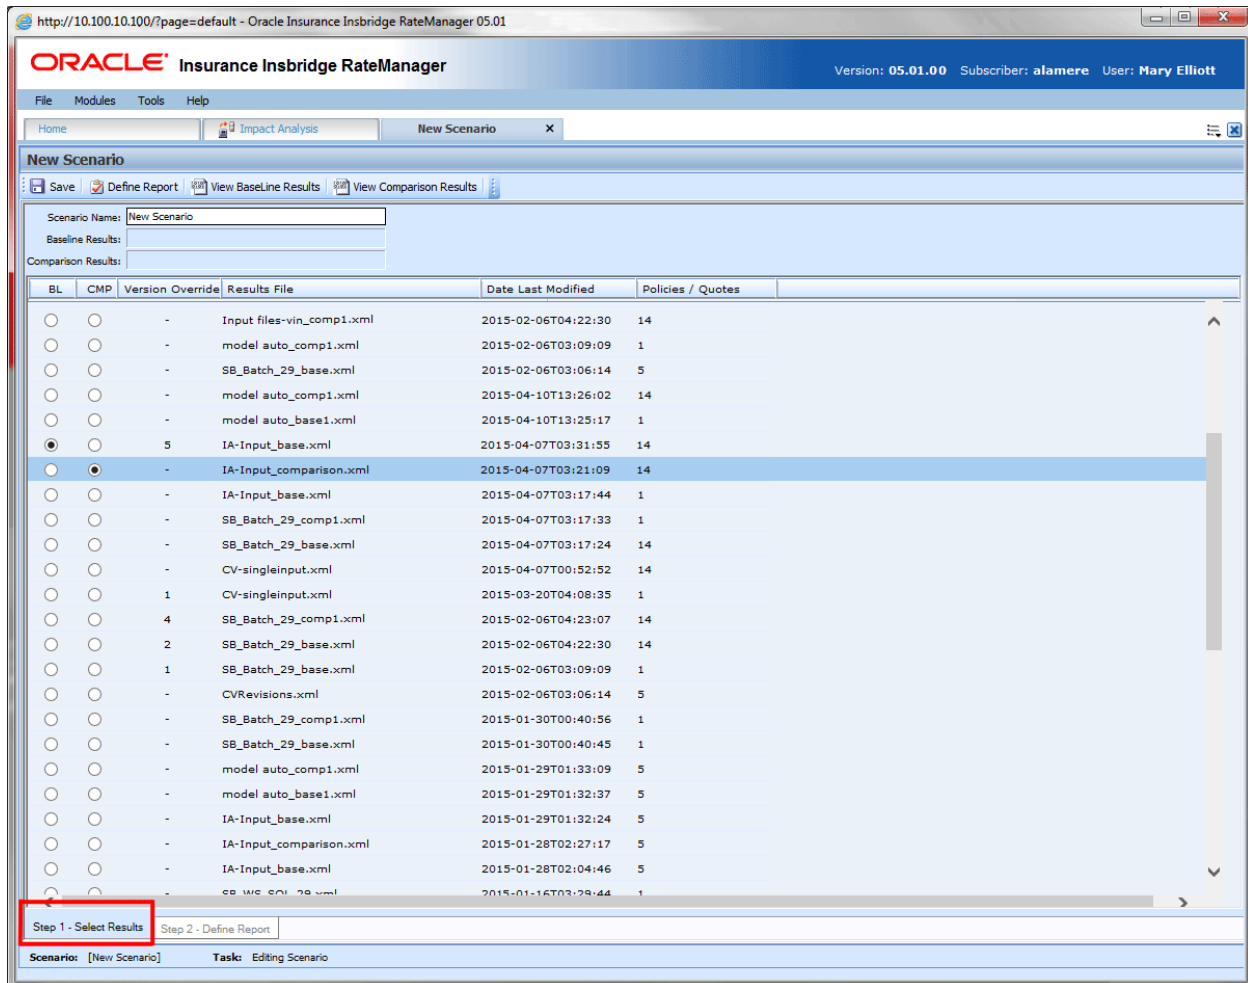 http://10.100.10.100/?page=default - Oracle Insurance Insbridge RateManager 05.01
ORACLE Insurance Insbridge RateManager
Version: 05.01.00 Subscriber: alamere User: Mary Elliott
File Modules Tools Help
Home Impact Analysis New Scenario
New Scenario
Save Define Report View BaseLine Results View Comparison Results
Scenario Name: New Scenario
Baseline Results:
Comparison Results:
BL CMP Version Override Results File Date Last Modified Policies / Quotes
- Input files-vin_comp1.xml 2015-02-06T04:22:30 14
- model auto_comp1.xml 2015-02-06T03:09:09 1
- SB_Batch_29_base.xml 2015-02-06T03:06:14 5
- model auto_comp1.xml 2015-04-10T13:26:02 14
- model auto_base1.xml 2015-04-10T13:25:17 1
5 IA-Input_base.xml 2015-04-07T03:31:55 14
- IA-Input_comparison.xml 2015-04-07T03:21:09 14
- IA-Input_base.xml 2015-04-07T03:17:44 1
- SB_Batch_29_comp1.xml 2015-04-07T03:17:33 1
- SB_Batch_29_base.xml 2015-04-07T03:17:24 14
- CV-singleinput.xml 2015-04-07T00:52:52 14
1 CV-singleinput.xml 2015-03-20T04:08:35 1
4 SB_Batch_29_comp1.xml 2015-02-06T04:23:07 14
2 SB_Batch_29_base.xml 2015-02-06T04:22:30 14
1 SB_Batch_29_base.xml 2015-02-06T03:09:09 1
- CVRevisions.xml 2015-02-06T03:06:14 5
- SB_Batch_29_comp1.xml 2015-01-30T00:40:56 1
- SB_Batch_29_base.xml 2015-01-30T00:40:45 1
- model auto_comp1.xml 2015-01-29T01:33:09 5
- model auto_base1.xml 2015-01-29T01:32:37 5
- IA-Input_base.xml 2015-01-29T01:32:24 5
- IA-Input_comparison.xml 2015-01-28T02:27:17 5
- IA-Input_base.xml 2015-01-28T02:04:46 5
- SB_WS_SQL_29.xml 2015-01-16T03:29:44 1
Step 1 - Select Results Step 2 - Define Report
Scenario: [New Scenario] Task: Editing Scenario